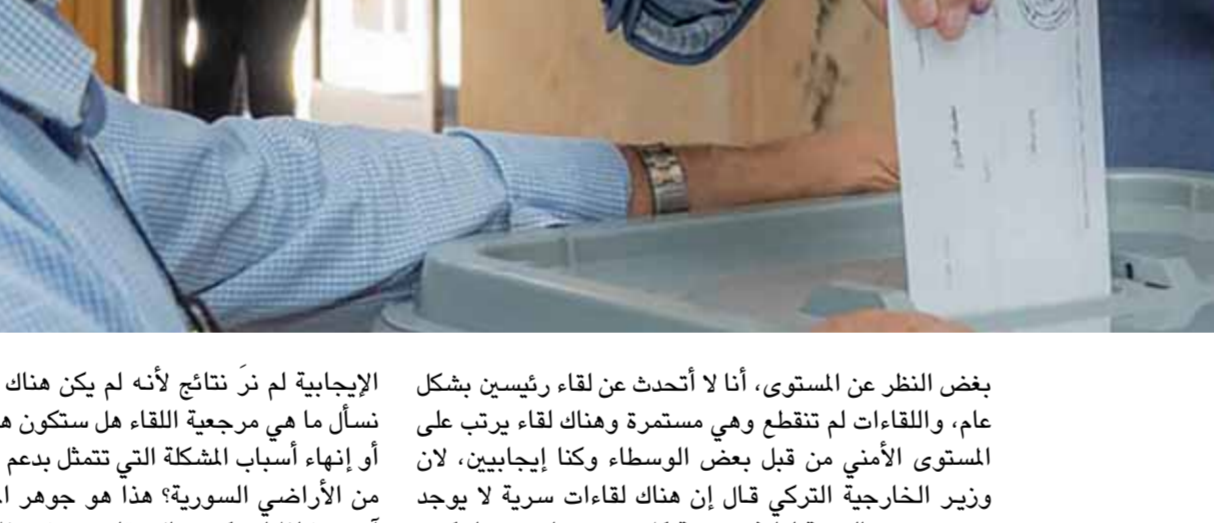 بغض النظر عن المستوى، أنا لا أتحدث عن لقاء رئيسين بشكل
عام، واللقاءات لم تنقطع وهي مستمرة وهناك لقاء يرتب على
المستوى الأمني من قبل بعض الوسطاء وكنا إيجابيين، لان
وزير الخارجية التركي قال إن هناك لقاءات سرية لا يوجد
الإيجابية لم نرَ نتائج لأنه لم يكن هناك
نسأل ما هي مرجعية اللقاء هل ستكون
أو إنهاء أسباب المشكلة التي تتمثل بدعم
من الأراضي السورية؟ هذا هو جوهر